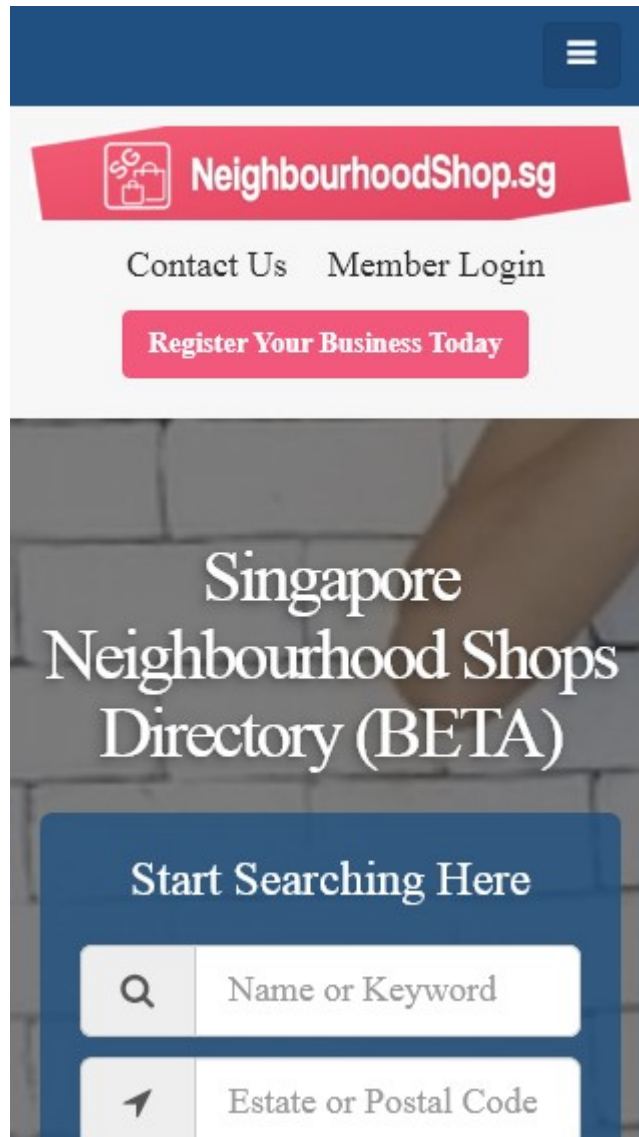 SG
NeighbourhoodShop.sg
Contact Us Member Login
Register Your Business Today
Singapore
Neighbourhood Shops
Directory (BETA)
Start Searching Here
Name or Keyword
Estate or Postal Code